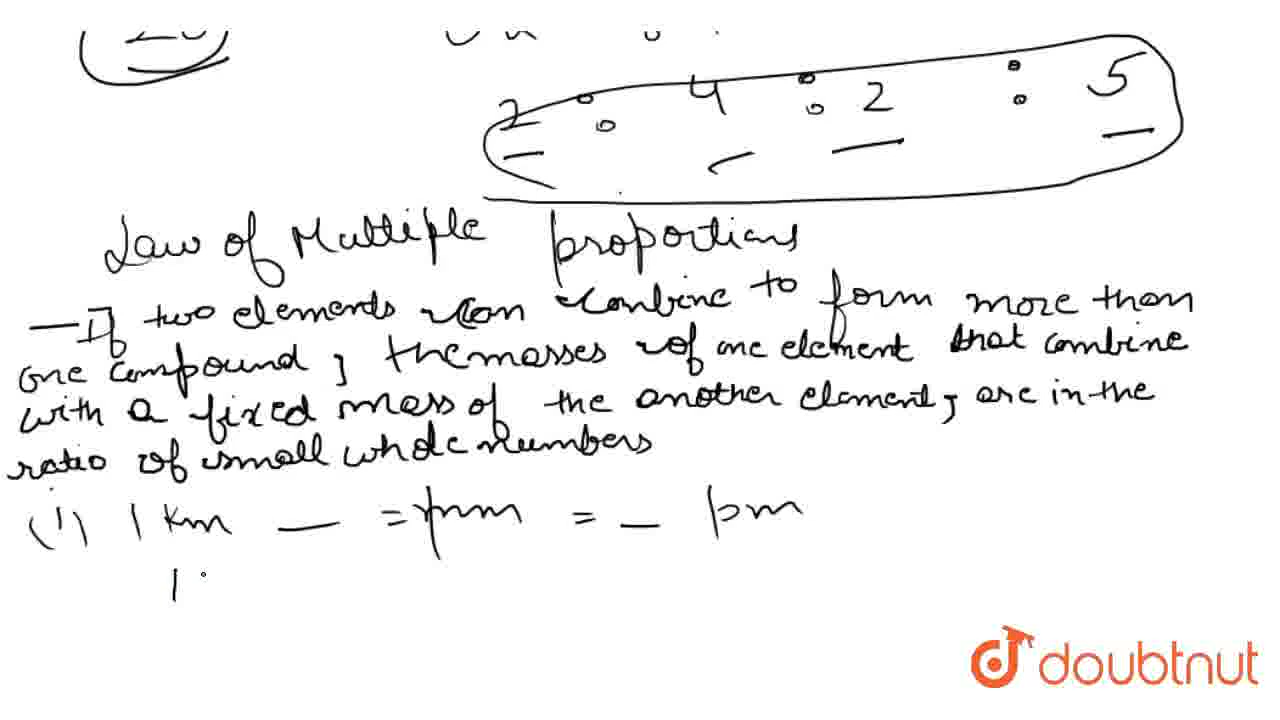 2 : 4 : 2 : 5
Law of Multiple proportions
— If two elements can combine to form more than
one compound, the masses of one element that combine
with a fixed mass of the another element, are in the
ratio of small whole numbers
(i) 1 Km — = mm = — pm
1
doubtnut